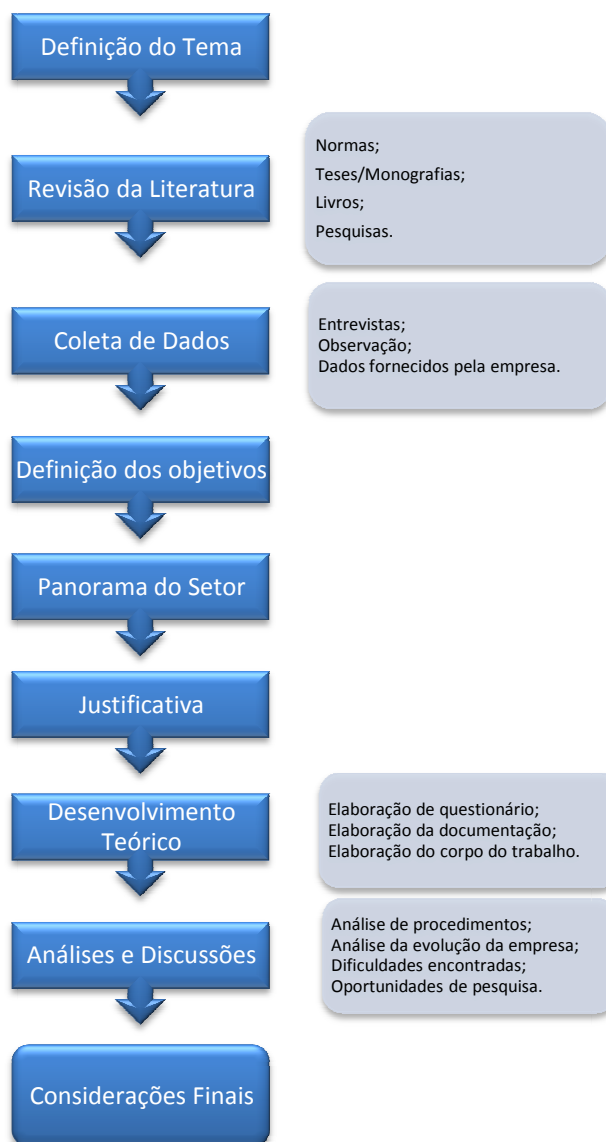 Definição do Tema
Revisão da Literatura
Normas;
Teses/Monografias;
Livros;
Pesquisas.
Coleta de Dados
Entrevistas;
Observação;
Dados fornecidos pela empresa.
Definição dos objetivos
Panorama do Setor
Justificativa
Desenvolvimento
Teórico
Elaboração de questionário;
Elaboração da documentação;
Elaboração do corpo do trabalho.
Análises e Discussões
Análise de procedimentos;
Análise da evolução da empresa;
Dificuldades encontradas;
Oportunidades de pesquisa.
Considerações Finais